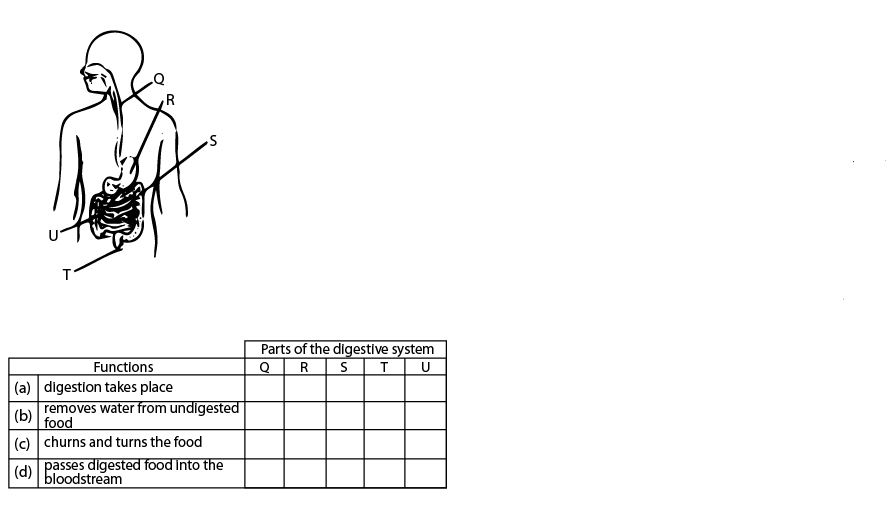 Q
R
S
U
T
Parts of the digestive system
Functions Q R S T U
(a) digestion takes place
(b) removes water from undigested
food
(c) churns and turns the food
(d) passes digested food into the
bloodstream